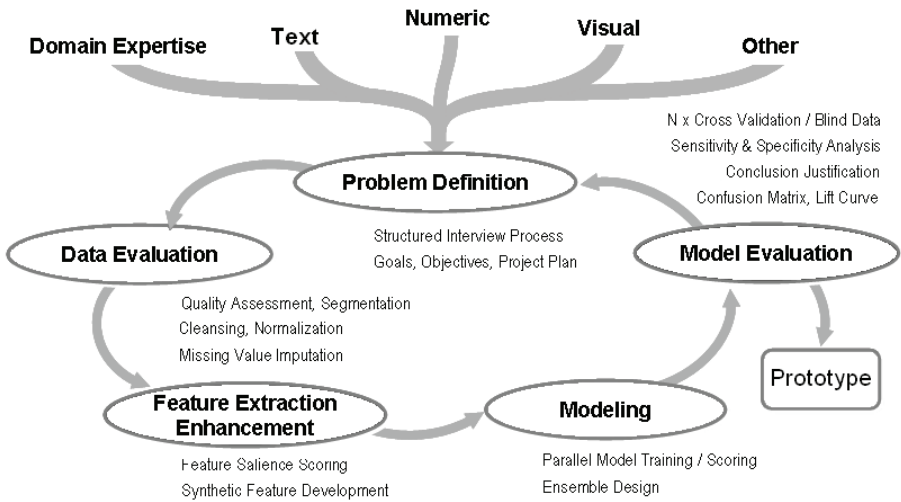 Domain Expertise
Text
Numeric
Visual
Other
N x Cross Validation / Blind Data
Sensitivity & Specificity Analysis
Conclusion Justification
Confusion Matrix, Lift Curve
Problem Definition
Structured Interview Process
Goals, Objectives, Project Plan
Data Evaluation
Model Evaluation
Quality Assessment, Segmentation
Cleansing, Normalization
Missing Value Imputation
Prototype
Feature Extraction
Enhancement
Modeling
Feature Salience Scoring
Synthetic Feature Development
Parallel Model Training / Scoring
Ensemble Design